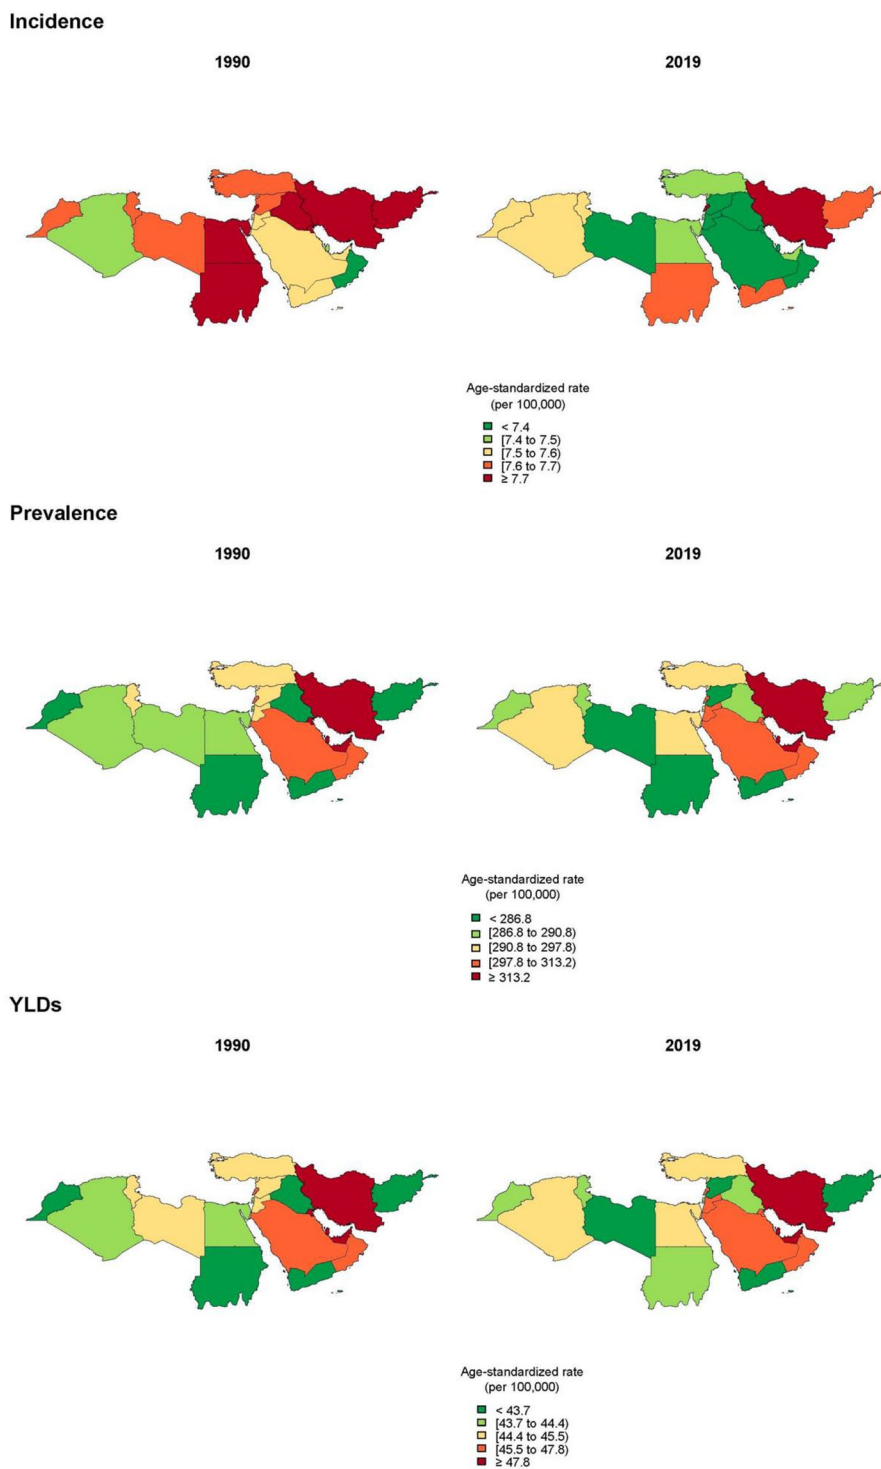 Incidence
1990 2019
Age-standardized rate
(per 100,000)
< 7.4
[7.4 to 7.5)
[7.5 to 7.6)
[7.6 to 7.7)
≥ 7.7
Prevalence
1990 2019
Age-standardized rate
(per 100,000)
< 286.8
[286.8 to 290.8)
[290.8 to 297.8)
[297.8 to 313.2)
≥ 313.2
YLDs
1990 2019
Age-standardized rate
(per 100,000)
< 43.7
[43.7 to 44.4)
[44.4 to 45.5)
[45.5 to 47.8)
≥ 47.8